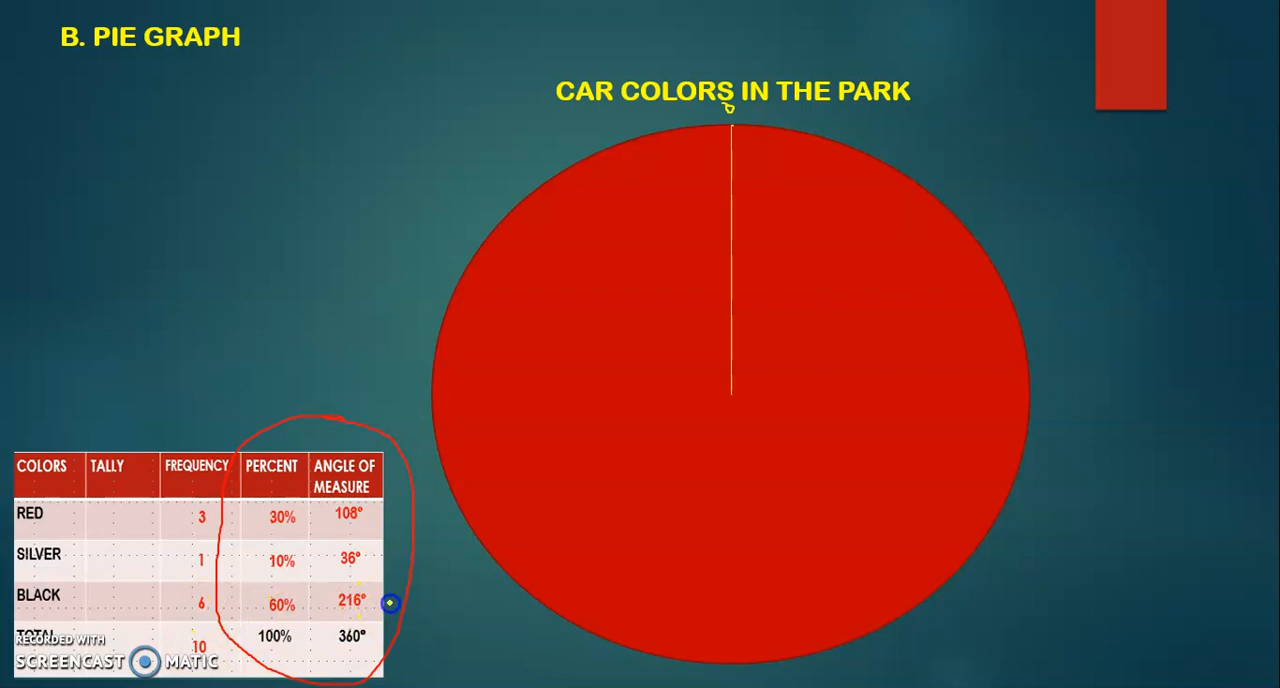 B. PIE GRAPH
CAR COLORS IN THE PARK
COLORS TALLY FREQUENCY PERCENT ANGLE OF MEASURE
RED 3 30% 108°
SILVER 1 10% 36°
BLACK 6 60% 216°
TOTAL 10 100% 360°
RECORDED WITH
SCREENCAST MATIC